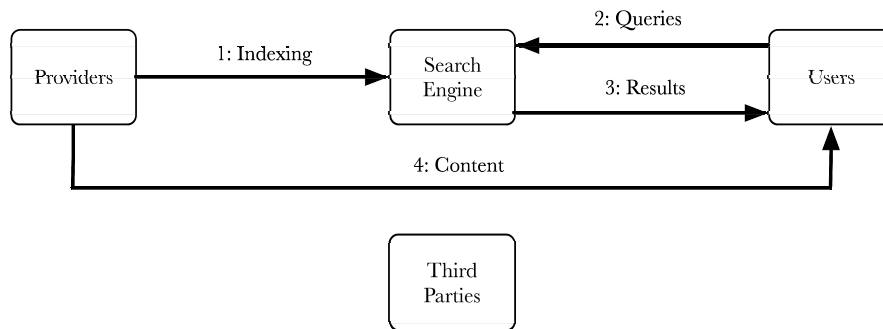 2: Queries
1: Indexing
Providers
Search
Engine
Users
3: Results
4: Content
Third
Parties